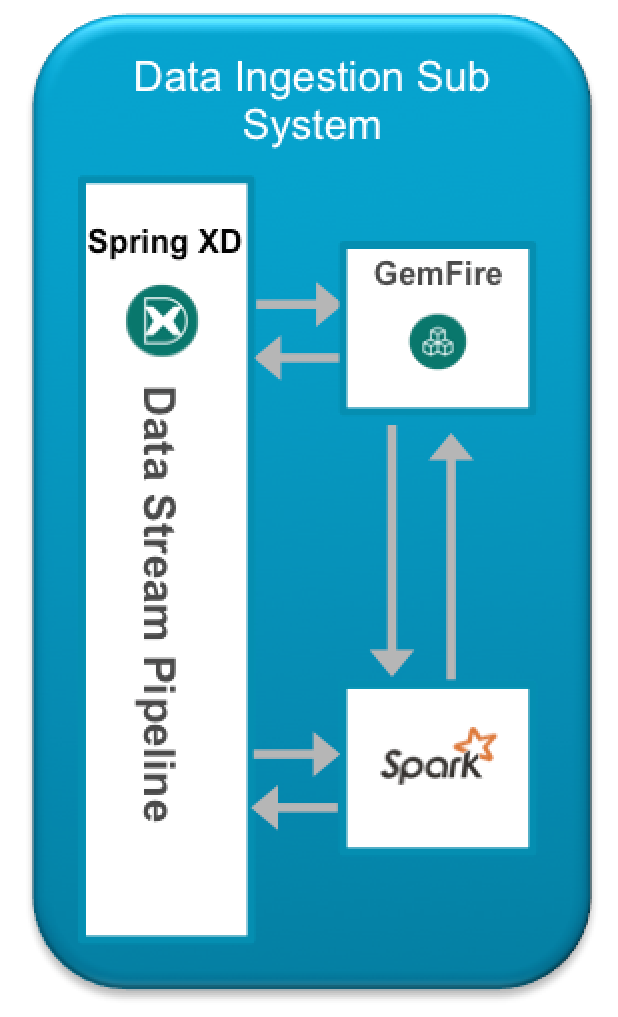 Data Ingestion Sub
System
Spring XD
Data Stream Pipeline
GemFire
Spark